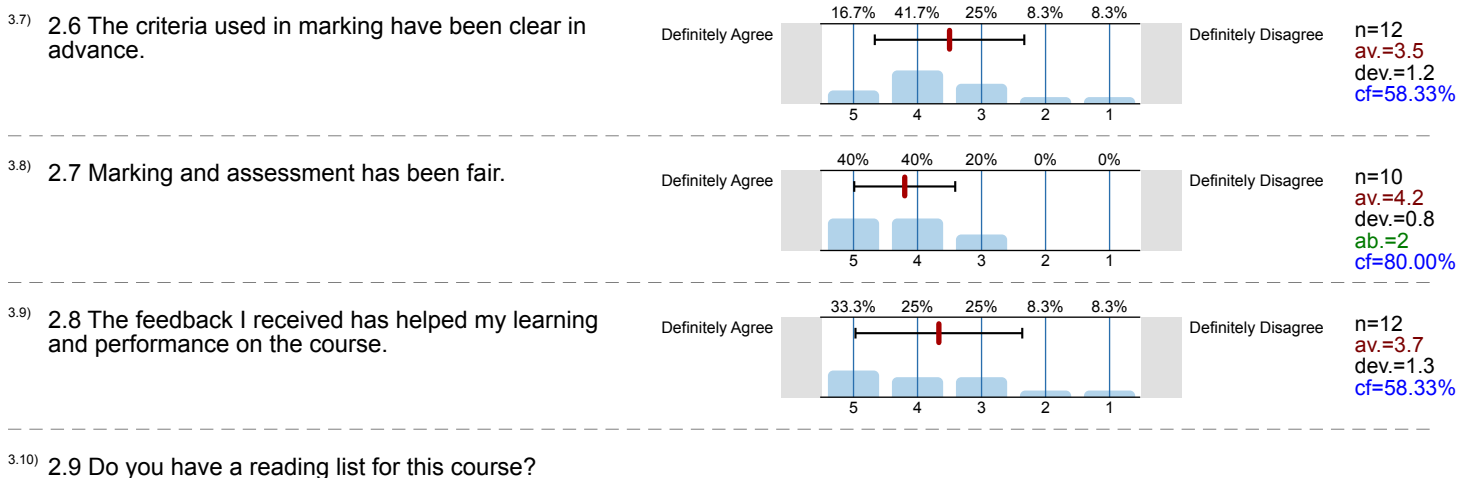 3.7) 2.6 The criteria used in marking have been clear in
advance.
Definitely Agree
16.7% 41.7% 25% 8.3% 8.3%
5 4 3 2 1
Definitely Disagree
n=12
av.=3.5
dev.=1.2
cf=58.33%
3.8) 2.7 Marking and assessment has been fair.
Definitely Agree
40% 40% 20% 0% 0%
5 4 3 2 1
Definitely Disagree
n=10
av.=4.2
dev.=0.8
ab.=2
cf=80.00%
3.9) 2.8 The feedback I received has helped my learning
and performance on the course.
Definitely Agree
33.3% 25% 25% 8.3% 8.3%
5 4 3 2 1
Definitely Disagree
n=12
av.=3.7
dev.=1.3
cf=58.33%
3.10) 2.9 Do you have a reading list for this course?